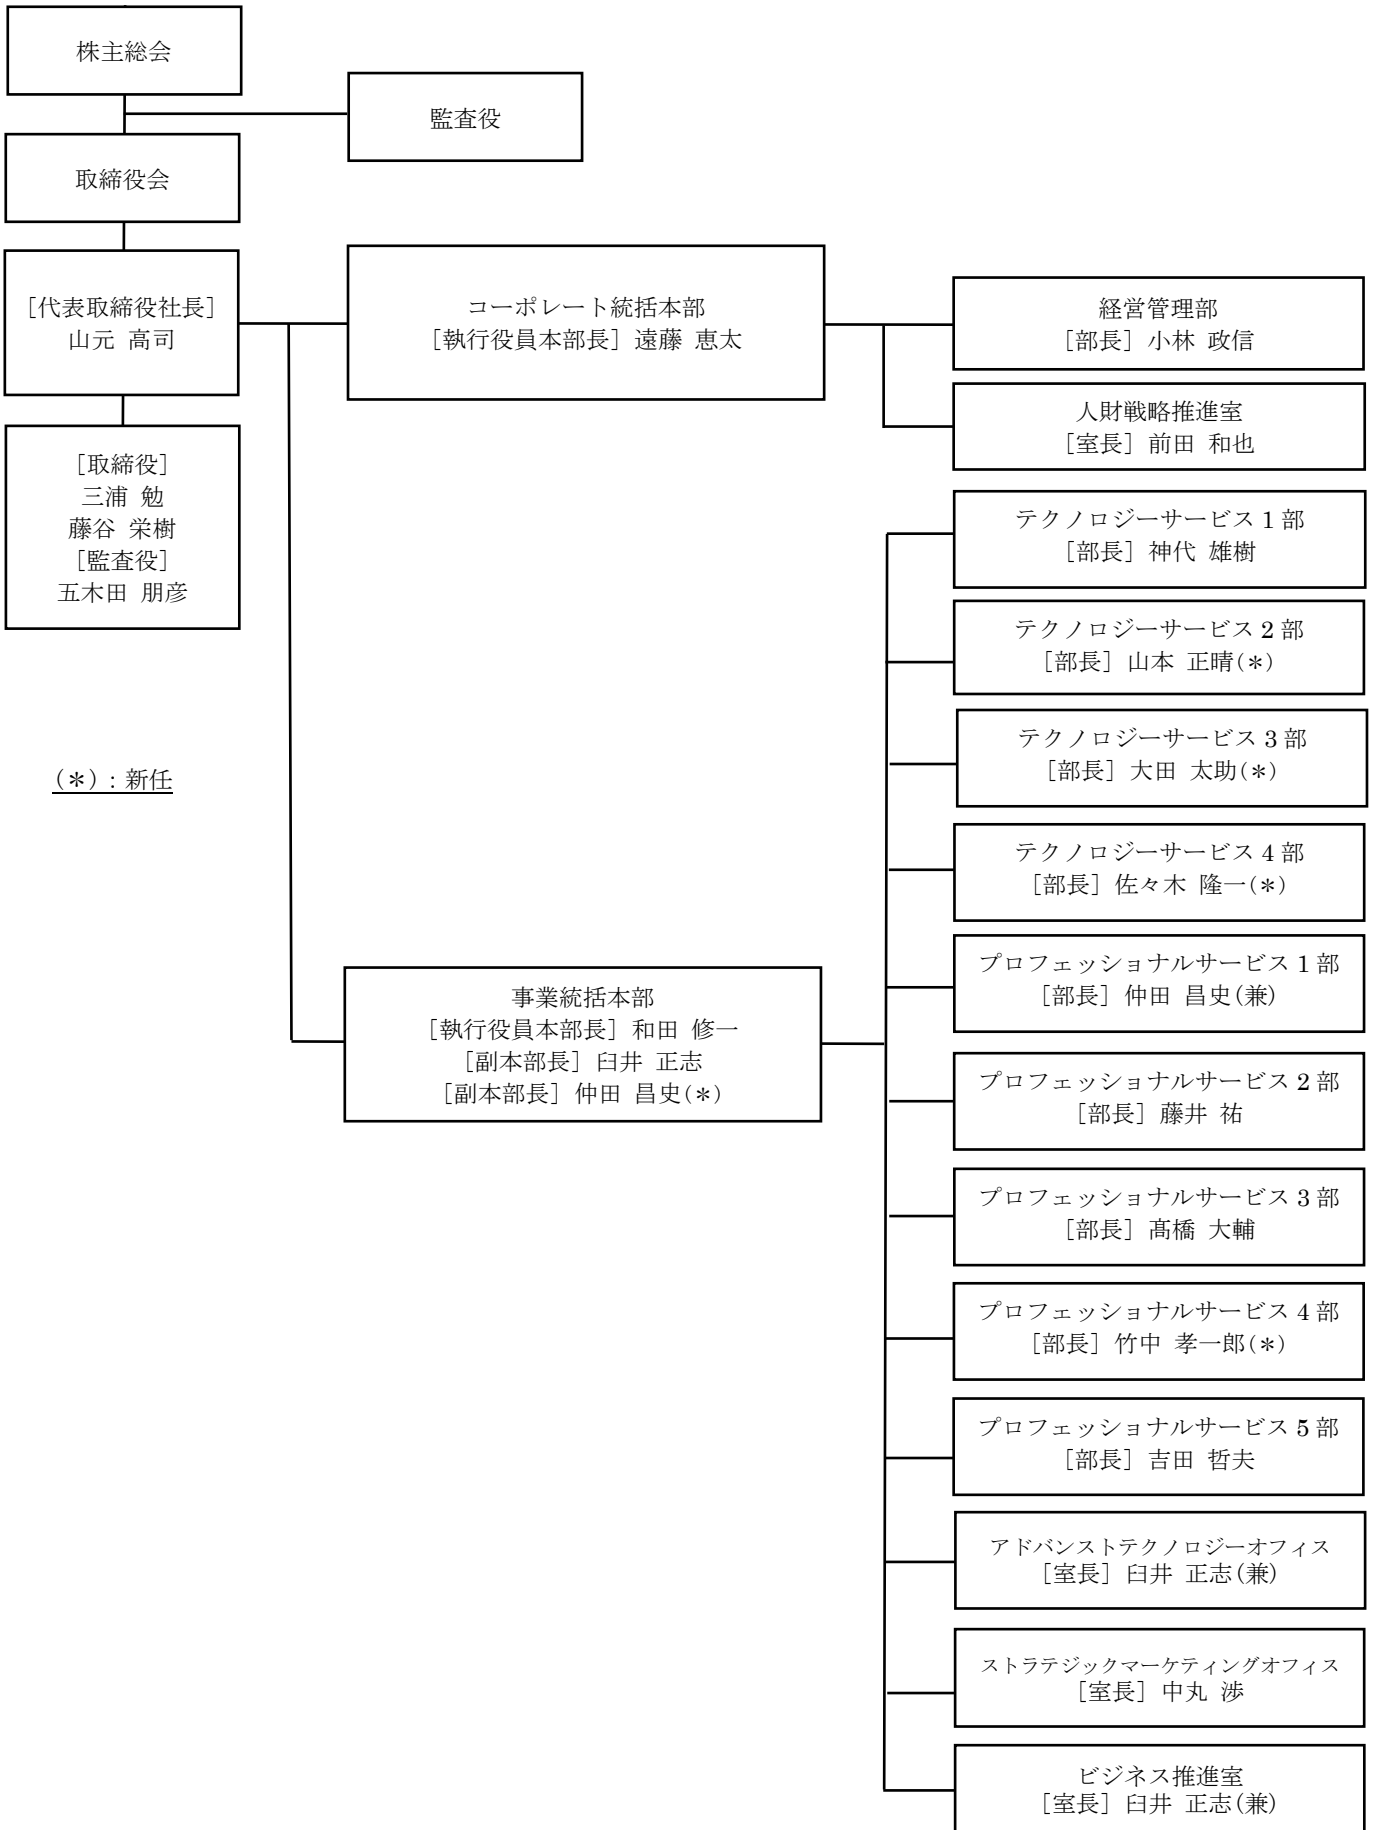 株主総会
監査役
取締役会
[代表取締役社長]
山元 高司
[取締役]
三浦 勉
藤谷 栄樹
[監査役]
五木田 朋彦
(＊)：新任
コーポレート統括本部
[執行役員本部長] 遠藤 恵太
経営管理部
[部長] 小林 政信
人財戦略推進室
[室長] 前田 和也
事業統括本部
[執行役員本部長] 和田 修一
[副本部長] 臼井 正志
[副本部長] 仲田 昌史(＊)
テクノロジーサービス 1 部
[部長] 神代 雄樹
テクノロジーサービス 2 部
[部長] 山本 正晴(＊)
テクノロジーサービス 3 部
[部長] 大田 太助(＊)
テクノロジーサービス 4 部
[部長] 佐々木 隆一(＊)
プロフェッショナルサービス 1 部
[部長] 仲田 昌史(兼)
プロフェッショナルサービス 2 部
[部長] 藤井 祐
プロフェッショナルサービス 3 部
[部長] 髙橋 大輔
プロフェッショナルサービス 4 部
[部長] 竹中 孝一郎(＊)
プロフェッショナルサービス 5 部
[部長] 吉田 哲夫
アドバンストテクノロジーオフィス
[室長] 臼井 正志(兼)
ストラテジックマーケティングオフィス
[室長] 中丸 渉
ビジネス推進室
[室長] 臼井 正志(兼)